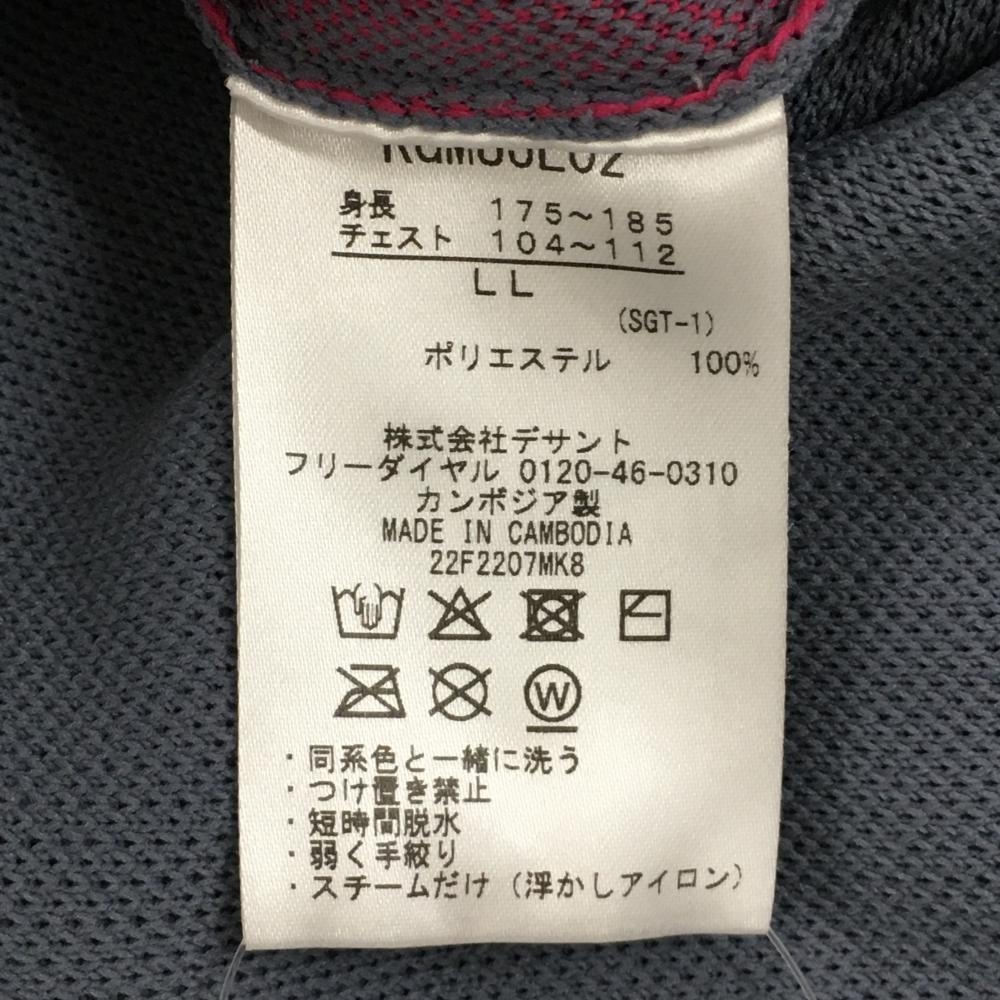 身長 175～185
チェスト 104～112
LL
(SGT-1)
ポリエステル 100%
株式会社デサント
フリーダイヤル 0120-46-0310
カンボジア製
MADE IN CAMBODIA
22F2207MK8
W
・同系色と一緒に洗う
・つけ置き禁止
・短時間脱水
・弱く手絞り
・スチームだけ（浮かしアイロン）